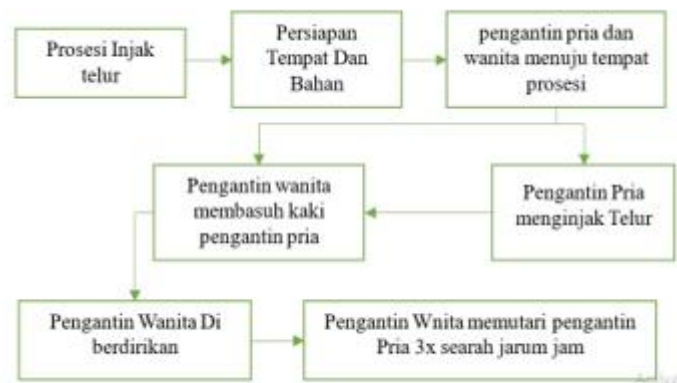 Prosesi Injak
telur
Persiapan
Tempat Dan
Bahan
pengantin pria dan
wanita menuju tempat
prosesi
Pengantin wanita
membasuh kaki
pengantin pria
Pengantin Pria
menginjak Telur
Pengantin Wanita Di
berdirikan
Pengantin Wnita memutari pengantin
Pria 3x searah jarum jam